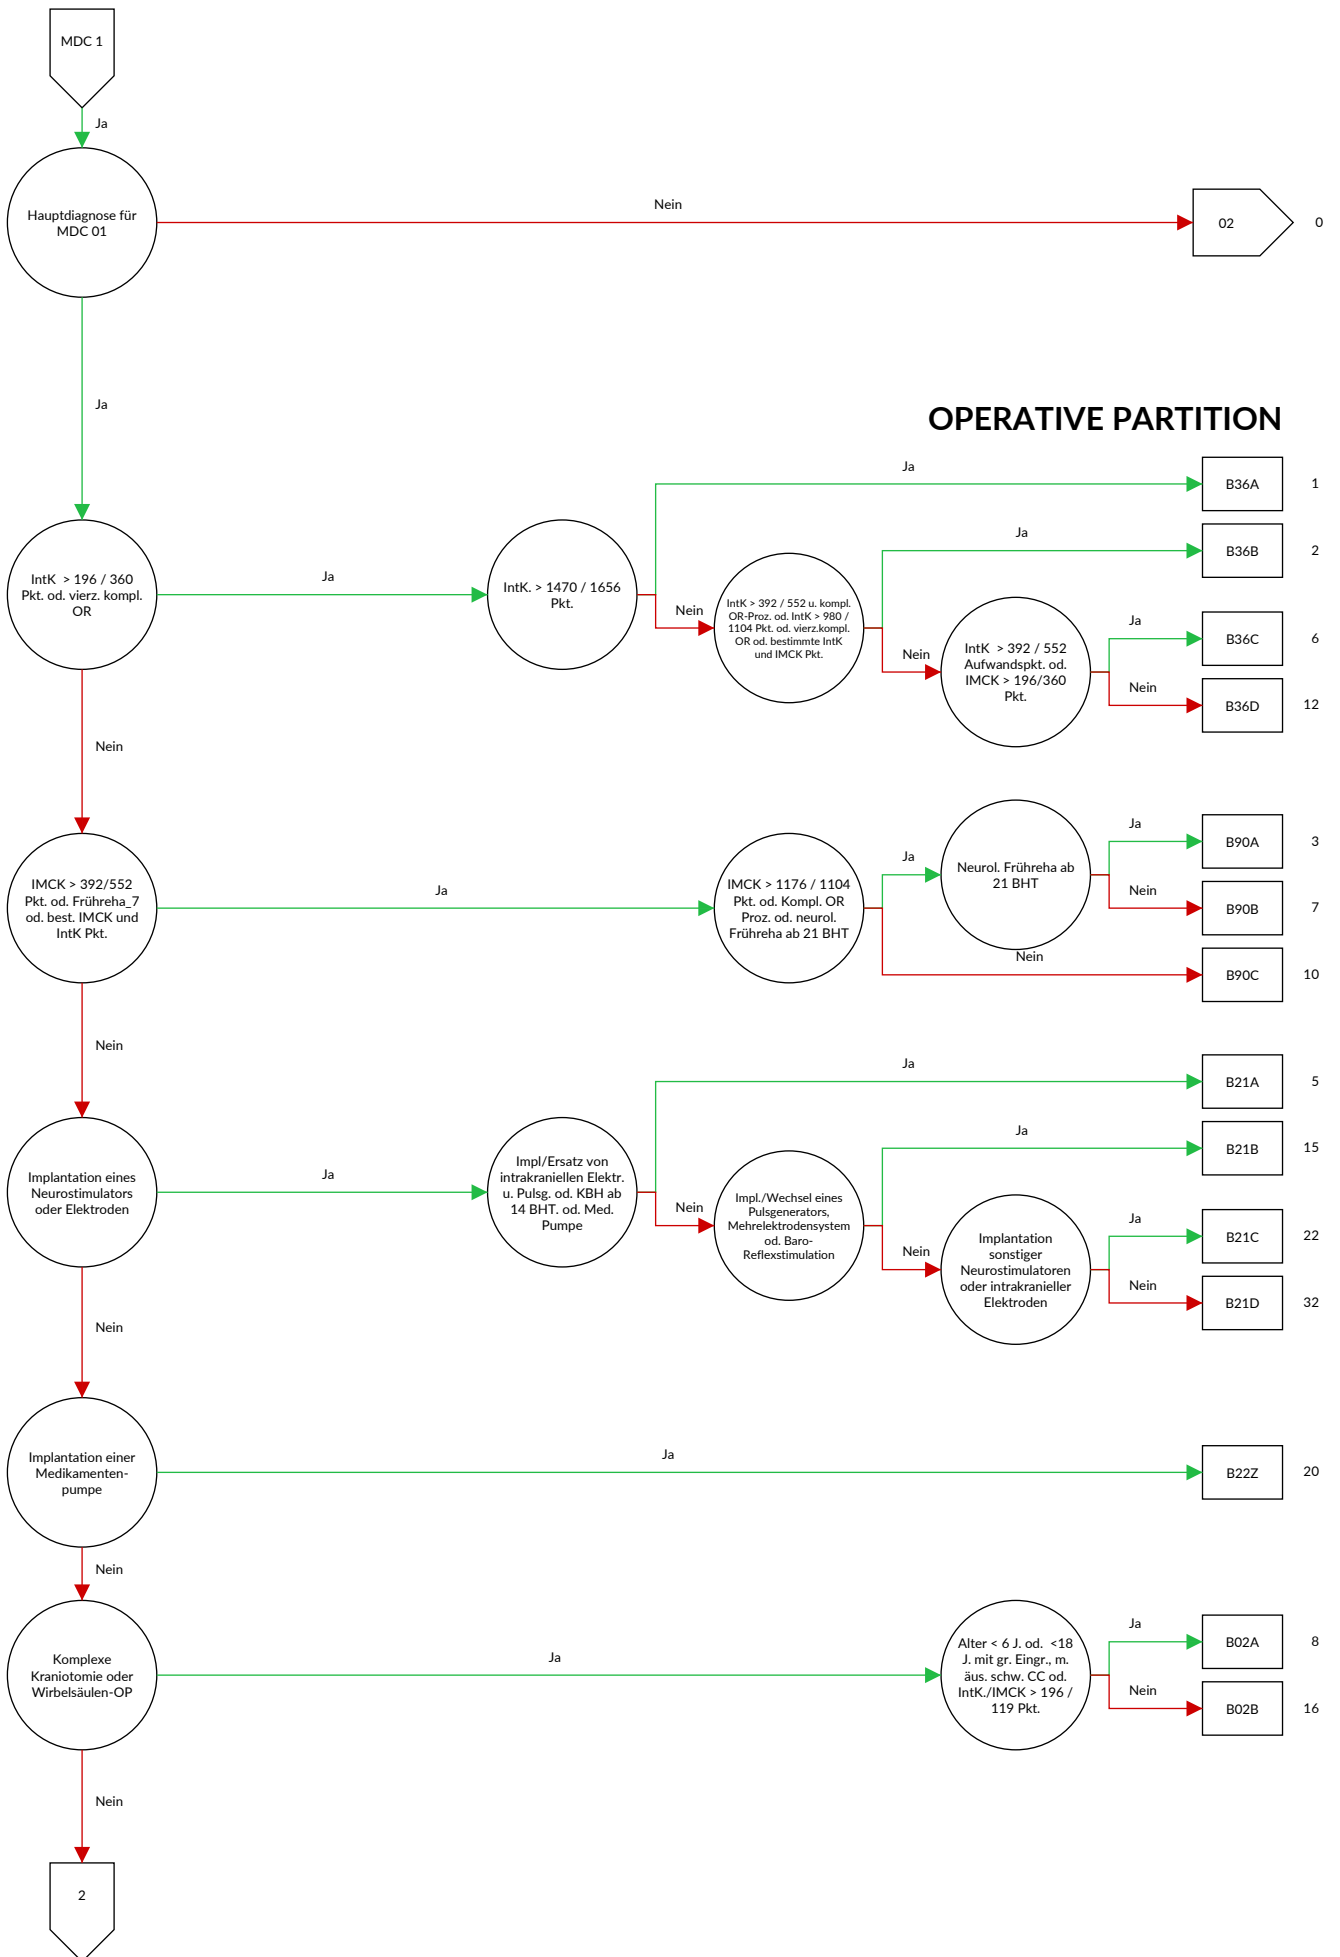 MDC 1
Ja
Hauptdiagnose für
MDC 01
Nein
02
0
Ja
OPERATIVE PARTITION
IntK > 196 / 360
Pkt. od. vierz. kompl.
OR
Ja
IntK. > 1470 / 1656
Pkt.
Ja
B36A
1
Nein
IntK > 392 / 552 u. kompl.
OR-Proz. od. IntK > 980 /
1104 Pkt. od. vierz.kompl.
OR od. bestimmte IntK
und IMCK Pkt.
Ja
B36B
2
Nein
IntK > 392 / 552
Aufwandspkt. od.
IMCK > 196/360
Pkt.
Ja
B36C
6
Nein
B36D
12
Nein
IMCK > 392/552
Pkt. od. Frühreha_7
od. best. IMCK und
IntK Pkt.
Ja
IMCK > 1176 / 1104
Pkt. od. Kompl. OR
Proz. od. neurol.
Frühreha ab 21 BHT
Ja
Neurol. Frühreha ab
21 BHT
Ja
B90A
3
Nein
B90B
7
Nein
B90C
10
Nein
Implantation eines
Neurostimulators
oder Elektroden
Ja
Impl/Ersatz von
intrakraniellen Elektr.
u. Pulsg. od. KBH ab
14 BHT. od. Med.
Pumpe
Ja
B21A
5
Nein
Impl./Wechsel eines
Pulsgenerators,
Mehrelektrodensystem
od. Baro-
Reflexstimulation
Ja
B21B
15
Nein
Implantation
sonstiger
Neurostimulatoren
oder intrakranieller
Elektroden
Ja
B21C
22
Nein
B21D
32
Nein
Implantation einer
Medikamenten-
pumpe
Ja
B22Z
20
Nein
Komplexe
Kraniotomie oder
Wirbelsäulen-OP
Ja
Alter < 6 J. od. <18
J. mit gr. Eingr., m.
äus. schw. CC od.
IntK./IMCK > 196 /
119 Pkt.
Ja
B02A
8
Nein
B02B
16
Nein
2